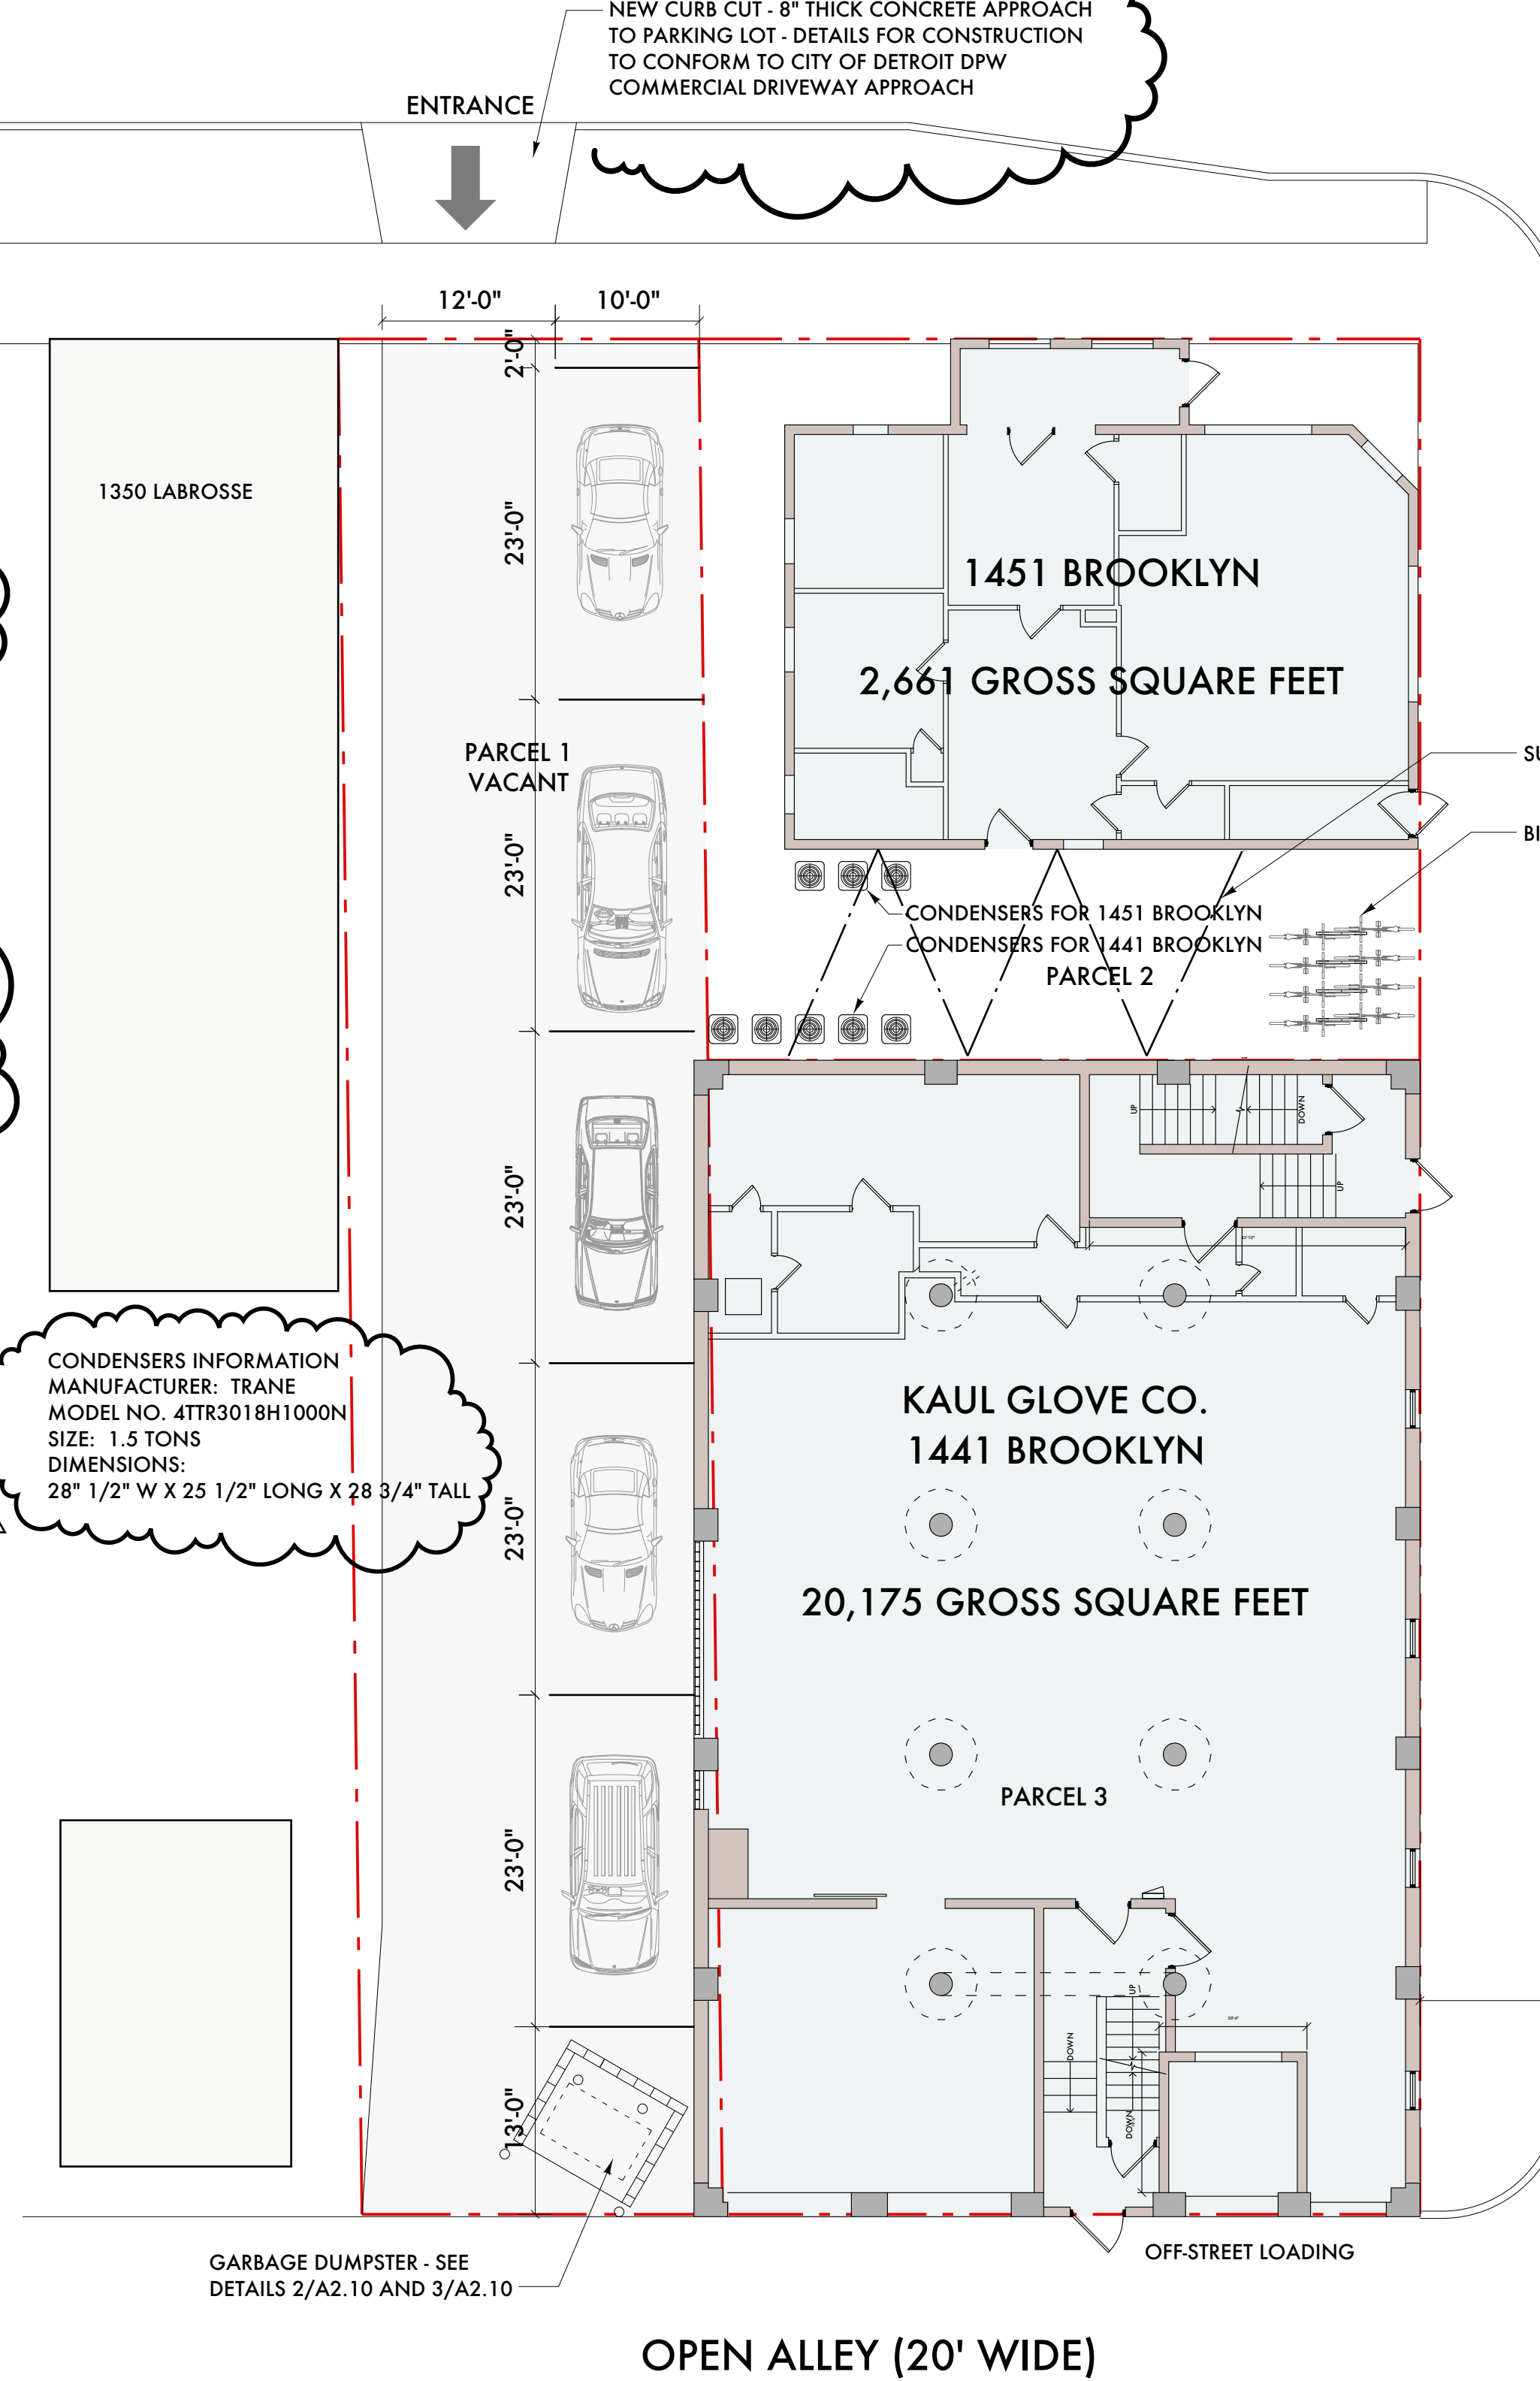 NEW CURB CUT - 8" THICK CONCRETE APPROACH
TO PARKING LOT - DETAILS FOR CONSTRUCTION
TO CONFORM TO CITY OF DETROIT DPW
COMMERCIAL DRIVEWAY APPROACH
ENTRANCE
12'-0"
10'-0"
2'-0"
1350 LABROSSE
23'-0"
1451 BROOKLYN
2,661 GROSS SQUARE FEET
PARCEL 1
VACANT
23'-0"
CONDENSERS FOR 1451 BROOKLYN
CONDENSERS FOR 1441 BROOKLYN
PARCEL 2
UP
DOWN
UP
23'-0"
CONDENSERS INFORMATION
MANUFACTURER: TRANE
MODEL NO. 4TTR3018H1000N
SIZE: 1.5 TONS
DIMENSIONS:
28" 1/2" W X 25 1/2" LONG X 28 3/4" TALL
KAUL GLOVE CO.
1441 BROOKLYN
23'-0"
20,175 GROSS SQUARE FEET
PARCEL 3
23'-0"
UP
DOWN
DOWN
13'-0"
GARBAGE DUMPSTER - SEE
DETAILS 2/A2.10 AND 3/A2.10
OFF-STREET LOADING
OPEN ALLEY (20' WIDE)